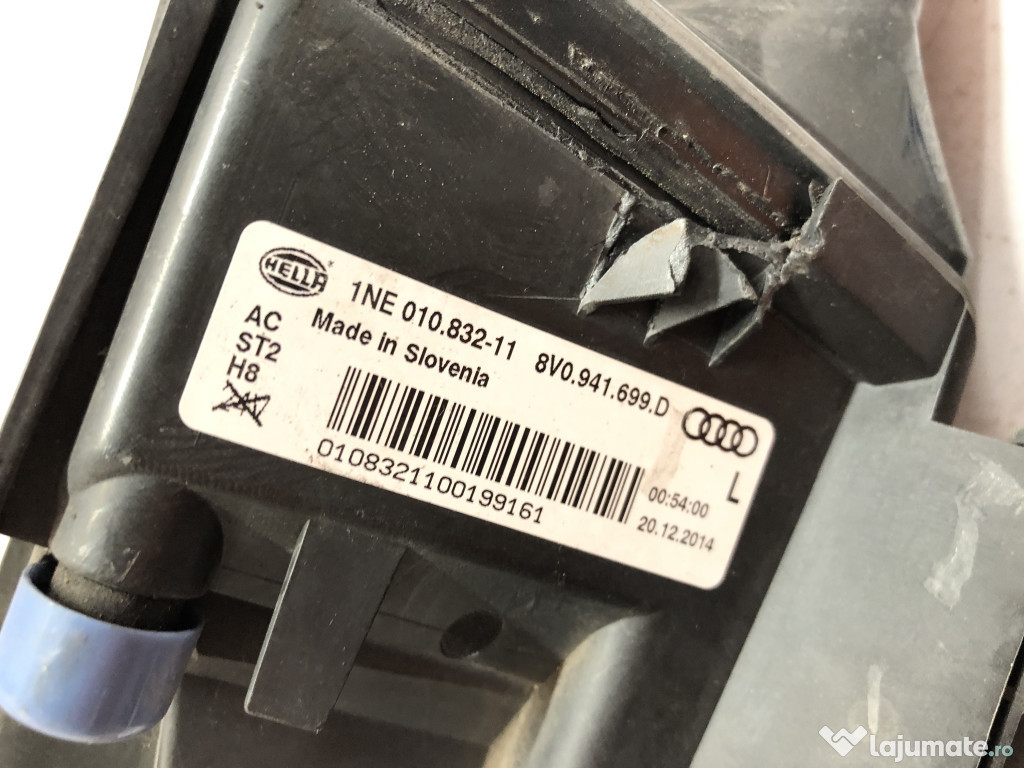 HELLA
1NE 010.832-11 8V0.941.699.D
Made in Slovenia
AC
ST2
H8
0108321100199161
L
00:54:00
20.12.2014
lajumate.ro